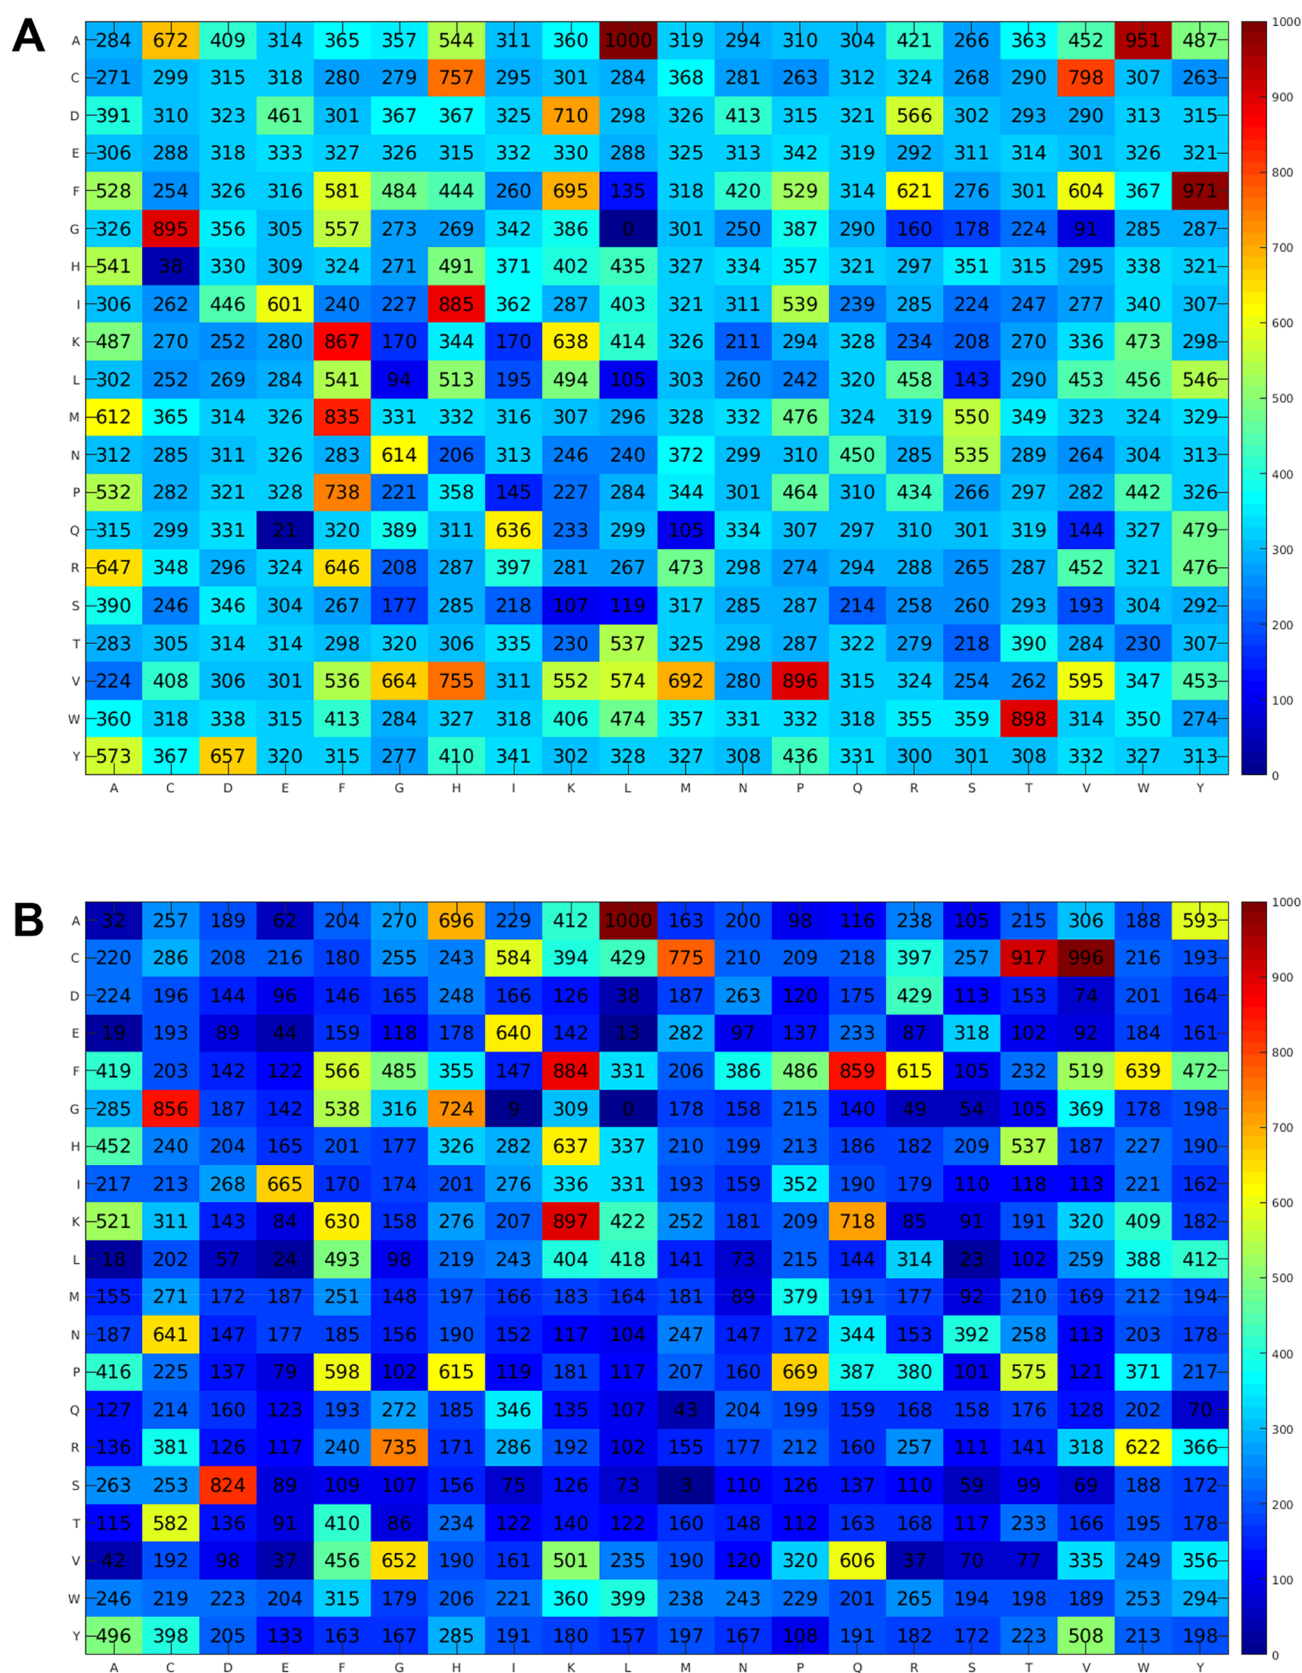 A
A 284 672 409 314 365 357 544 311 360 1000 319 294 310 304 421 266 363 452 951 487 1000
C 271 299 315 318 280 279 757 295 301 284 368 281 263 312 324 268 290 798 307 263 900
D 391 310 323 461 301 367 367 325 710 298 326 413 315 321 566 302 293 290 313 315
E 306 288 318 333 327 326 315 332 330 288 325 313 342 319 292 311 314 301 326 321 800
F 528 254 326 316 581 484 444 260 695 135 318 420 529 314 621 276 301 604 367 971
G 326 895 356 305 557 273 269 342 386 0 301 250 387 290 160 178 224 91 285 287 700
H 541 38 330 309 324 271 491 371 402 435 327 334 357 321 297 351 315 295 338 321
I 306 262 446 601 240 227 885 362 287 403 321 311 539 239 285 224 247 277 340 307 600
K 487 270 252 280 867 170 344 170 638 414 326 211 294 328 234 208 270 336 473 298
L 302 252 269 284 541 94 513 195 494 105 303 260 242 320 458 143 290 453 456 546 500
M 612 365 314 326 835 331 332 316 307 296 328 332 476 324 319 550 349 323 324 329
N 312 285 311 326 283 614 206 313 246 240 372 299 310 450 285 535 289 264 304 313 400
P 532 282 321 328 738 221 358 145 227 284 344 301 464 310 434 266 297 282 442 326
Q 315 299 331 21 320 389 311 636 233 299 105 334 307 297 310 301 319 144 327 479 300
R 647 348 296 324 646 208 287 397 281 267 473 298 274 294 288 265 287 452 321 476
S 390 246 346 304 267 177 285 218 107 119 317 285 287 214 258 260 293 193 304 292 200
T 283 305 314 314 298 320 306 335 230 537 325 298 287 322 279 218 390 284 230 307
V 224 408 306 301 536 664 755 311 552 574 692 280 896 315 324 254 262 595 347 453 100
W 360 318 338 315 413 284 327 318 406 474 357 331 332 318 355 359 898 314 350 274
Y 573 367 657 320 315 277 410 341 302 328 327 308 436 331 300 301 308 332 327 313 0
A C D E F G H I K L M N P Q R S T V W Y
B
A 32 257 189 62 204 270 696 229 412 1000 163 200 98 116 238 105 215 306 188 593 1000
C 220 286 208 216 180 255 243 584 394 429 775 210 209 218 397 257 917 996 216 193 900
D 224 196 144 96 146 165 248 166 126 38 187 263 120 175 429 113 153 74 201 164
E 19 193 89 44 159 118 178 640 142 13 282 97 137 233 87 318 102 92 184 161 800
F 419 203 142 122 566 485 355 147 884 331 206 386 486 859 615 105 232 519 639 472
G 285 856 187 142 538 316 724 9 309 0 178 158 215 140 49 54 105 369 178 198 700
H 452 240 204 165 201 177 326 282 637 337 210 199 213 186 182 209 537 187 227 190
I 217 213 268 665 170 174 201 276 336 331 193 159 352 190 179 110 118 113 221 162 600
K 521 311 143 84 630 158 276 207 897 422 252 181 209 718 85 91 191 320 409 182
L 18 202 57 24 493 98 219 243 404 418 141 73 215 144 314 23 102 259 388 412 500
M 155 271 172 187 251 148 197 166 183 164 181 89 379 191 177 92 210 169 212 194
N 187 641 147 177 185 156 190 152 117 104 247 147 172 344 153 392 258 113 203 178 400
P 416 225 137 79 598 102 615 119 181 117 207 160 669 387 380 101 575 121 371 217
Q 127 214 160 123 193 272 185 346 135 107 43 204 199 159 168 158 176 128 202 70 300
R 136 381 126 117 240 735 171 286 192 102 155 177 212 160 257 111 141 318 622 366
S 263 253 824 89 109 107 156 75 126 73 3 110 126 137 110 59 99 69 188 172 200
T 115 582 136 91 410 86 234 122 140 122 160 148 112 163 168 117 233 166 195 178
V 42 192 98 37 456 652 190 161 501 235 190 120 320 606 37 70 77 335 249 356 100
W 246 219 223 204 315 179 206 221 360 399 238 243 229 201 265 194 198 189 253 294
Y 496 398 205 133 163 167 285 191 180 157 197 167 108 191 182 172 223 508 213 198 0
A C D E F G H I K L M N P Q R S T V W Y